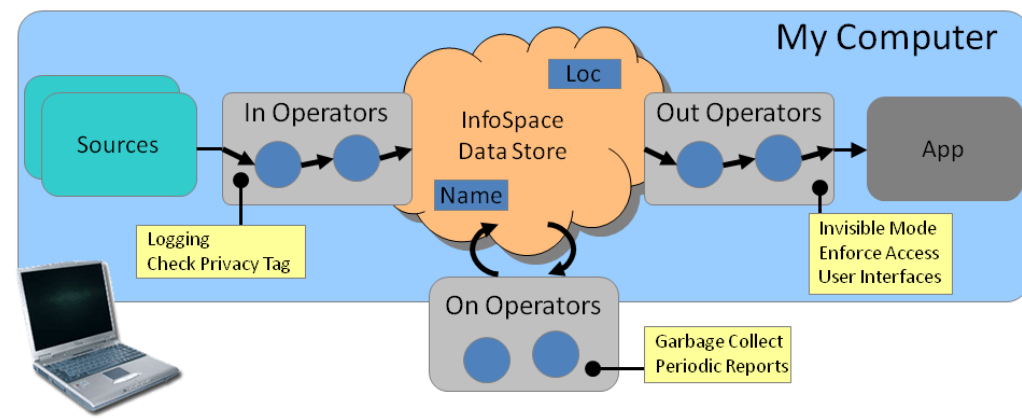 My Computer
Sources
In Operators
Logging
Check Privacy Tag
InfoSpace
Data Store
Loc
Name
Out Operators
Invisible Mode
Enforce Access
User Interfaces
App
On Operators
Garbage Collect
Periodic Reports